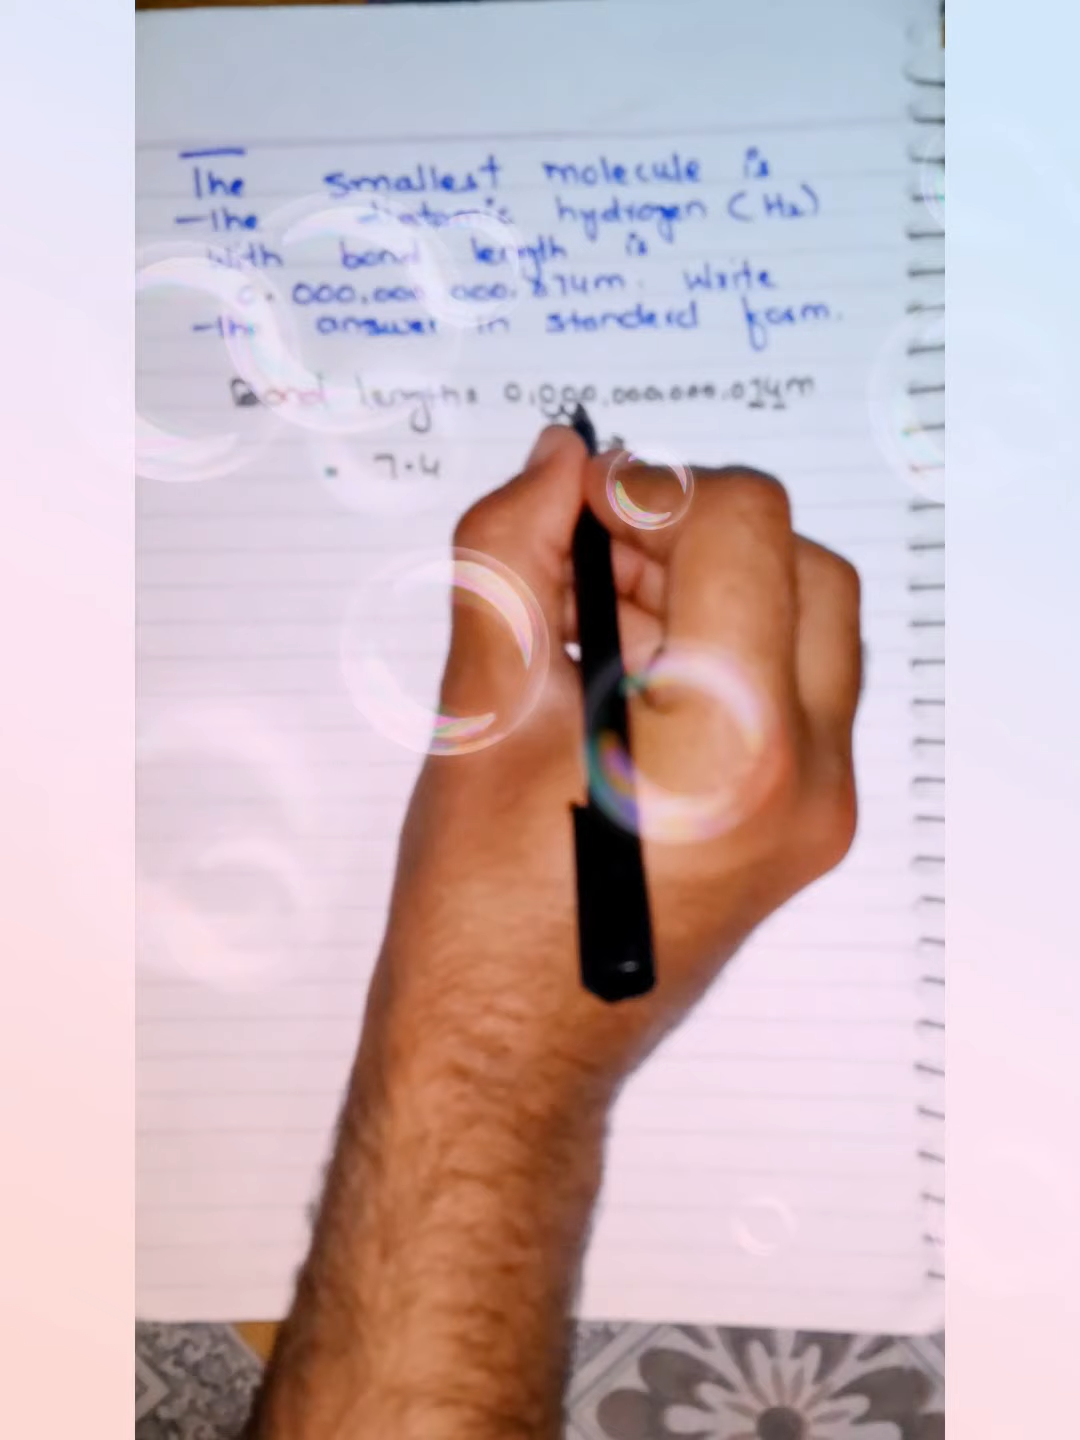 The smallest molecule is
the diatomic hydrogen (H2)
with bond length is
0.000,000,000,074m. Write
the answer in standerd form.
Bond length = 0.000,000,000,074m
= 7.4